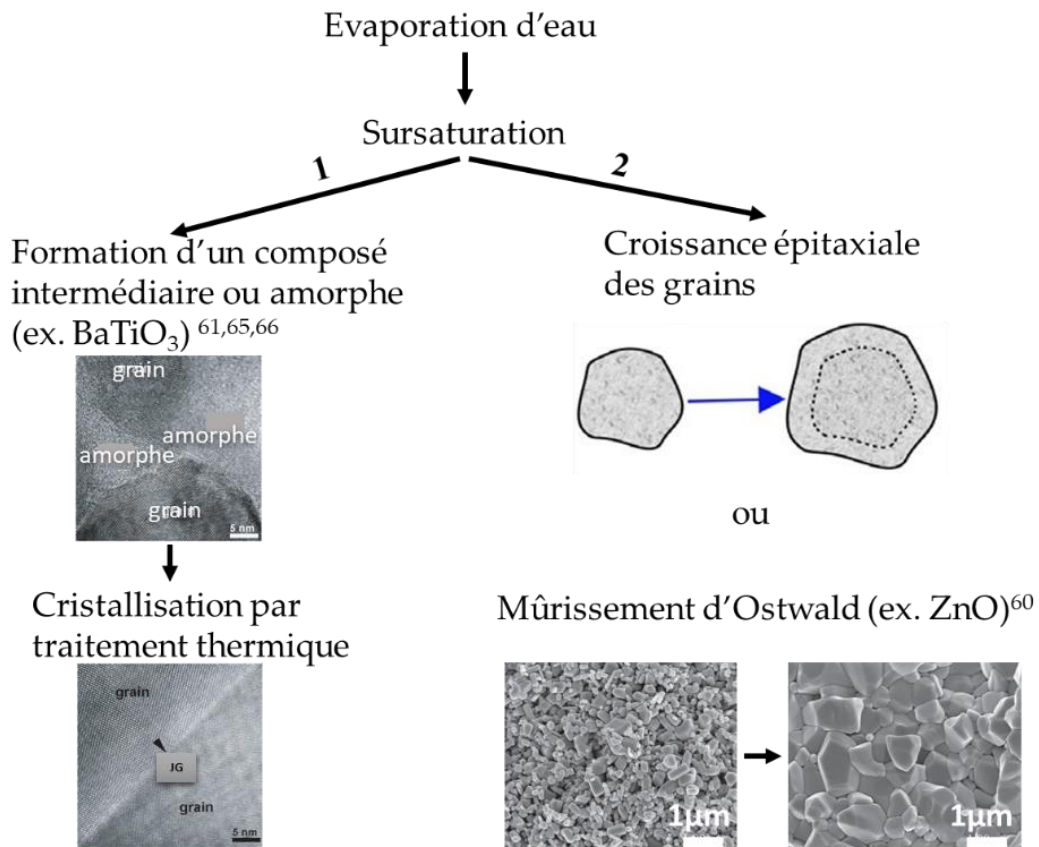 Evaporation d'eau
Sursaturation
1
2
Formation d'un composé
intermédiaire ou amorphe
(ex. BaTiO₃) ⁶¹,⁶⁵,⁶⁶
grain
amorphe
amorphe
grain
5 nm
Cristallisation par
traitement thermique
grain
JG
grain
5 nm
Croissance épitaxiale
des grains
ou
Mûrissement d'Ostwald (ex. ZnO)⁶⁰
1µm
1µm